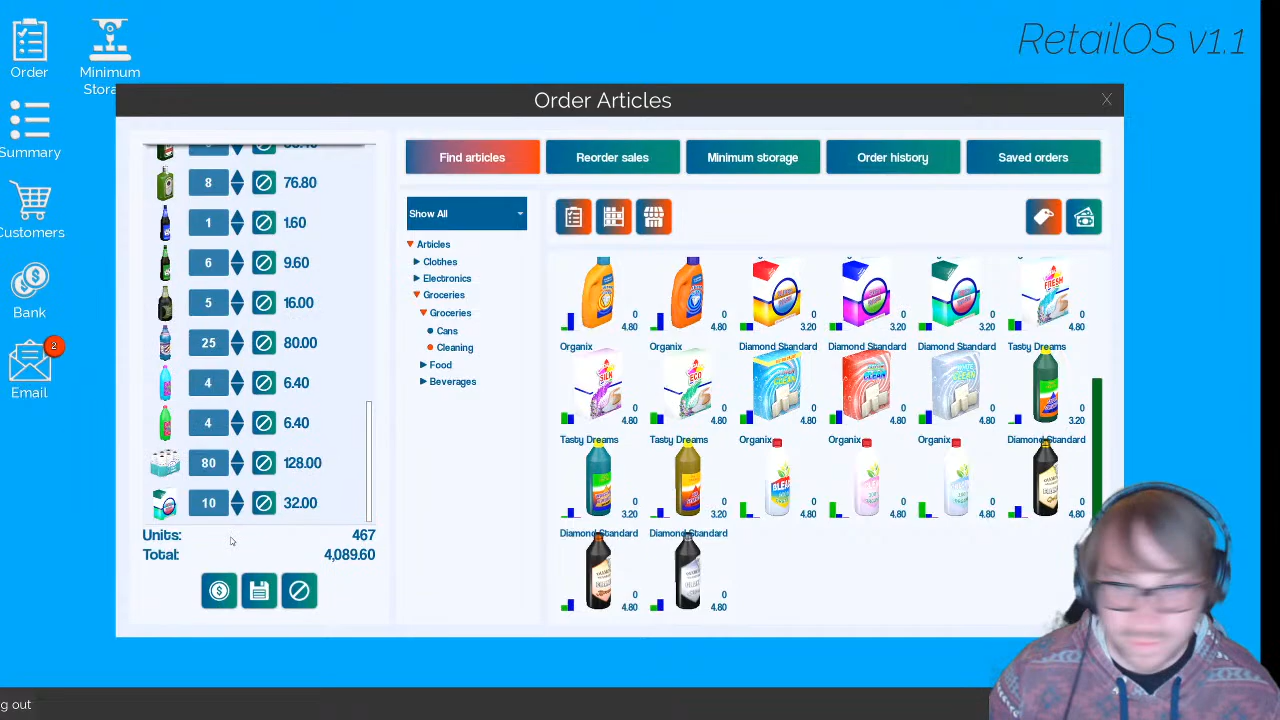 RetailOS v1.1
Order
Minimum
Stora
Summary
Customers
Bank
2
Email
Order Articles
X
Find articles
Reorder sales
Minimum storage
Order history
Saved orders
Show All
Articles
Clothes
Electronics
Groceries
Groceries
Cans
Cleaning
Food
Beverages
8 76.80
1 1.60
6 9.60
5 16.00
25 80.00
4 6.40
4 6.40
80 128.00
10 32.00
Units: 467
Total: 4,089.60
0 0 0 0 0 0
4.80 4.80 3.20 3.20 3.20 4.80
Organix Organix Diamond Standard Diamond Standard Diamond Standard Tasty Dreams
0 0 0 0 0 0
4.80 4.80 4.80 4.80 4.80 3.20
Tasty Dreams Tasty Dreams Organix Organix Organix Diamond Standard
0 0 0 0 0 0
3.20 3.20 4.80 4.80 4.80 4.80
Diamond Standard Diamond Standard
0 0
4.80 4.80
g out